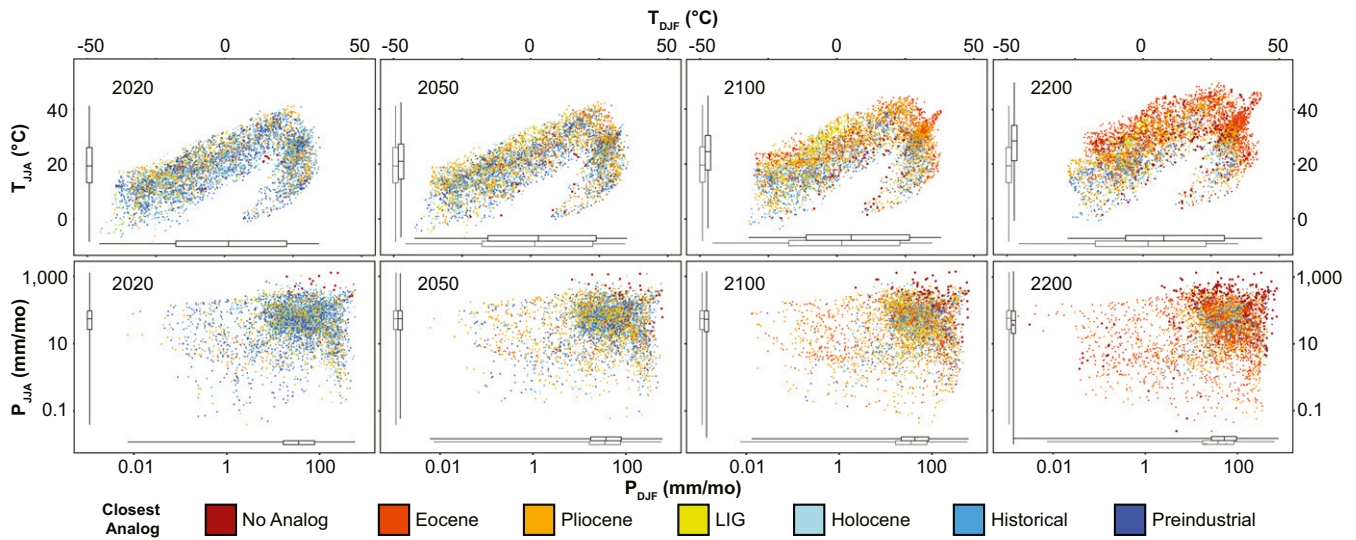 T_DJF (°C)
-50 0 50 -50 0 50 -50 0 50 -50 0 50
2020 2050 2100 2200
T_JJA (°C)
40 40
20 20
0 0
2020 2050 2100 2200
P_JJA (mm/mo)
1,000 1,000
10 10
0.1 0.1
0.01 1 100 0.01 1 100 0.01 1 100 0.01 1 100
P_DJF (mm/mo)
Closest
Analog
No Analog Eocene Pliocene LIG Holocene Historical Preindustrial